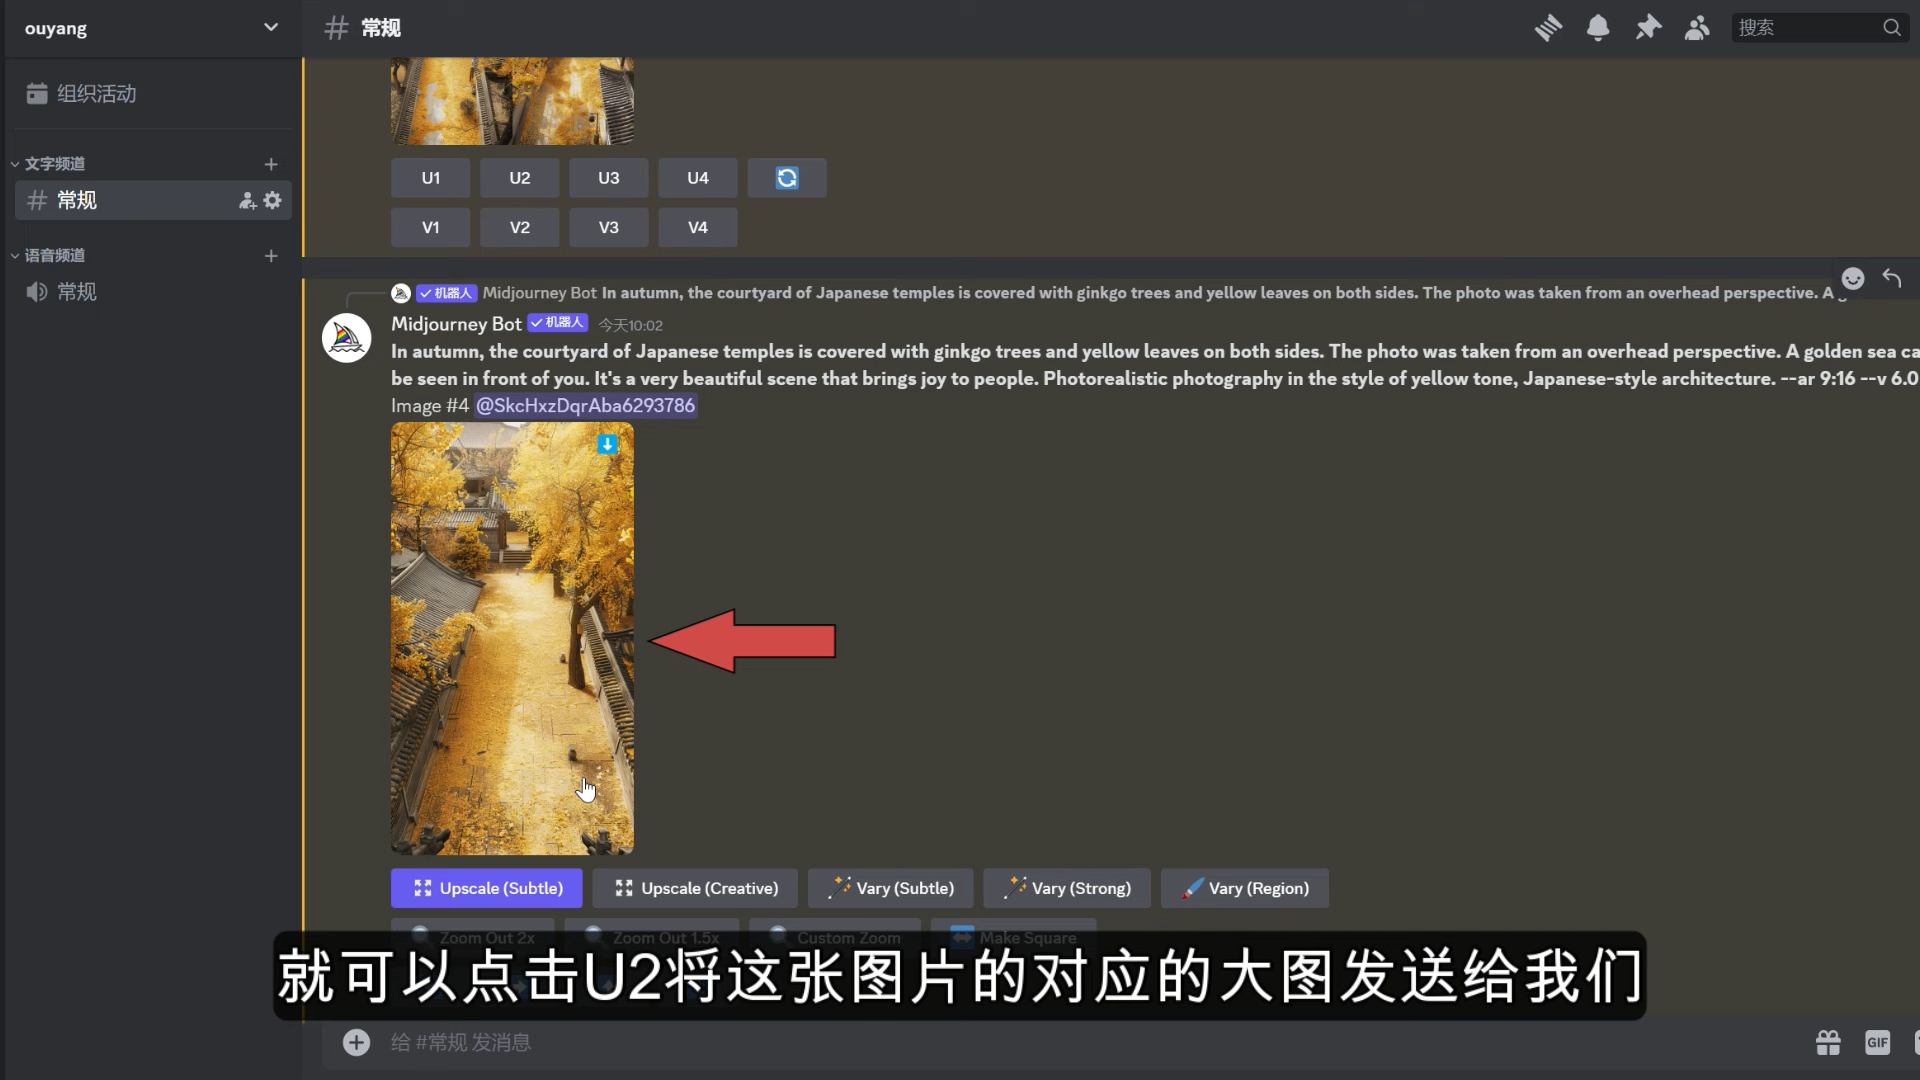 ouyang
常规
搜索
组织活动
文字频道
常规
语音频道
常规
U1 U2 U3 U4
V1 V2 V3 V4
机器人 Midjourney Bot In autumn, the courtyard of Japanese temples is covered with ginkgo trees and yellow leaves on both sides. The photo was taken from an overhead perspective. A
Midjourney Bot 机器人 今天10:02
In autumn, the courtyard of Japanese temples is covered with ginkgo trees and yellow leaves on both sides. The photo was taken from an overhead perspective. A golden sea ca
be seen in front of you. It's a very beautiful scene that brings joy to people. Photorealistic photography in the style of yellow tone, Japanese-style architecture. --ar 9:16 --v 6.0
Image #4 @SkcHxzDqrAba6293786
Upscale (Subtle) Upscale (Creative) Vary (Subtle) Vary (Strong) Vary (Region)
Zoom Out 2x Zoom Out 1.5x Custom Zoom Make Square
就可以点击U2将这张图片的对应的大图发送给我们
给 #常规 发消息
GIF